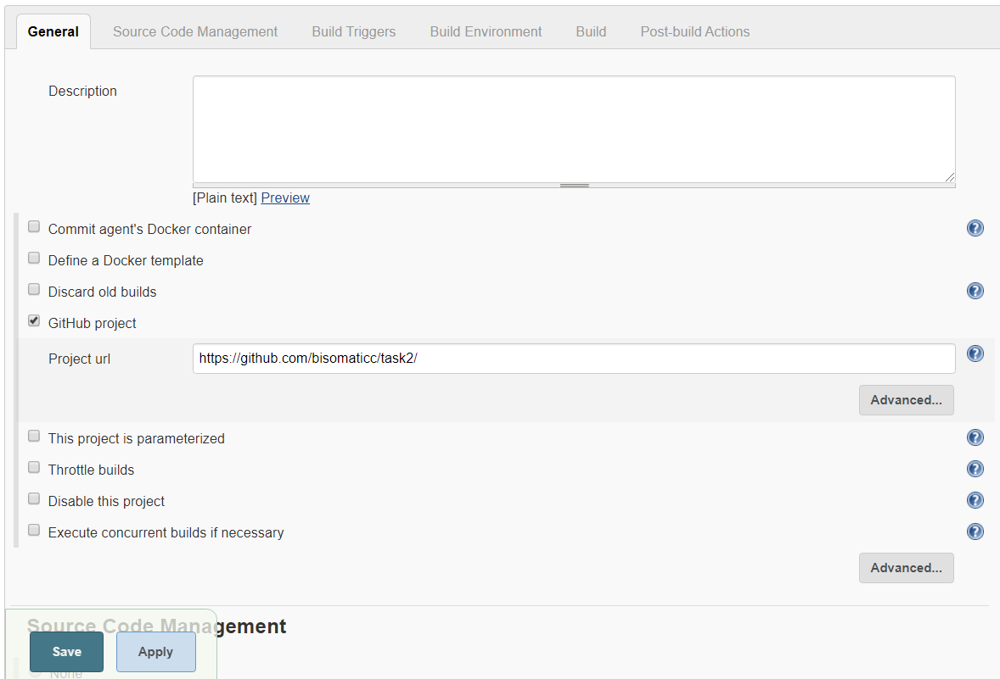 General Source Code Management Build Triggers Build Environment Build Post-build Actions
Description
[Plain text] Preview
Commit agent's Docker container
Define a Docker template
Discard old builds
GitHub project
Project url https://github.com/bisomaticc/task2/
Advanced...
This project is parameterized
Throttle builds
Disable this project
Execute concurrent builds if necessary
Advanced...
Source Code Management
Save Apply
None